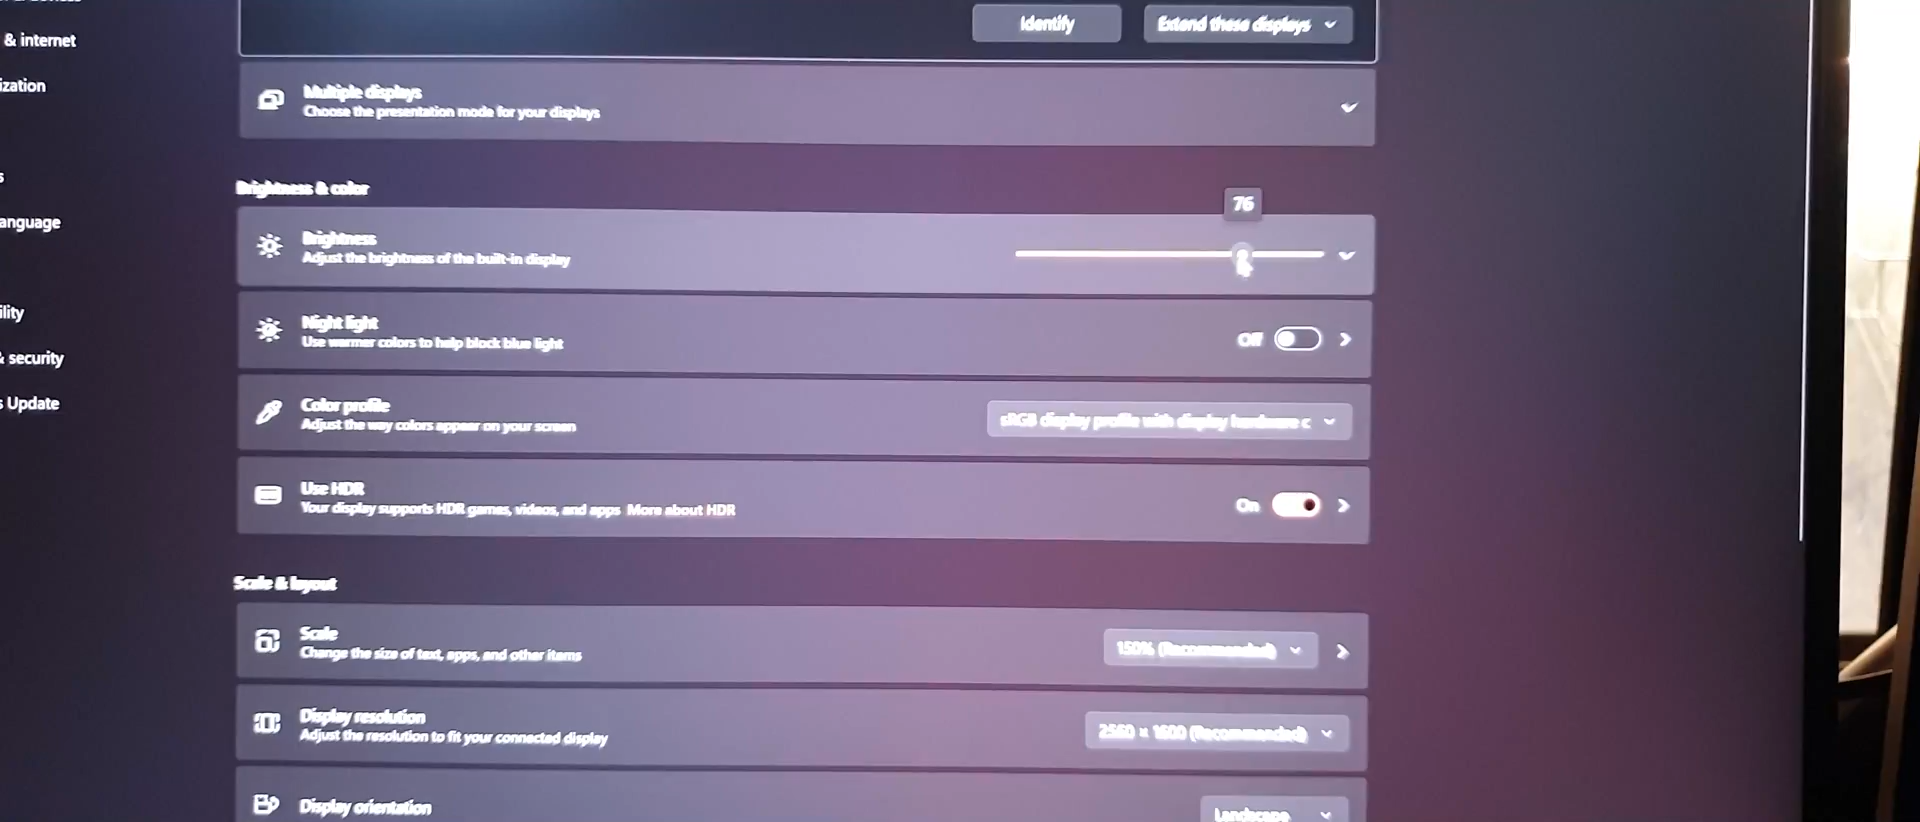 & internet
ization
anguage
ility
& security
s Update
Identify
Extend these displays
Multiple displays
Choose the presentation mode for your displays
Brightness & color
76
Brightness
Adjust the brightness of the built-in display
Night light
Use warmer colors to help block blue light
Off
Color profile
Adjust the way colors appear on your screen
sRGB display profile with display hardware c
Use HDR
Your display supports HDR games, videos, and apps More about HDR
On
Scale & layout
Scale
Change the size of text, apps, and other items
150% (Recommended)
Display resolution
Adjust the resolution to fit your connected display
2560 × 1600 (Recommended)
Display orientation
Landscape